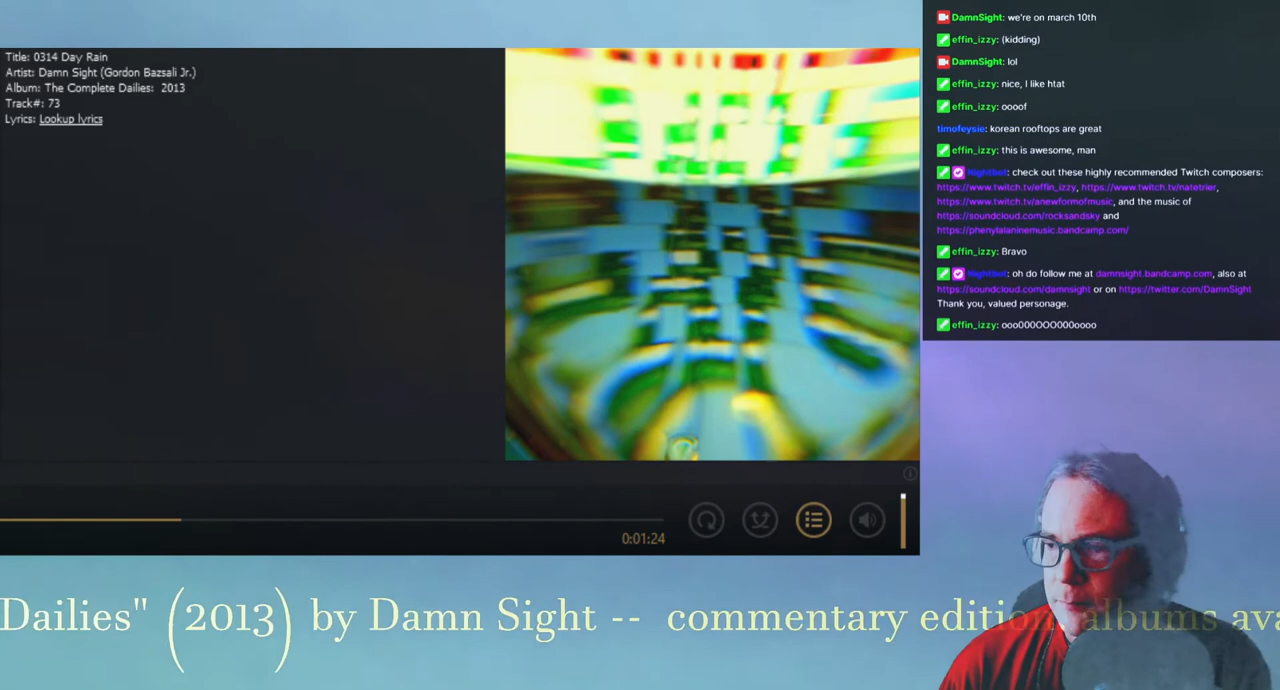 Title: 0314 Day Rain
Artist: Damn Sight (Gordon Bazsali Jr.)
Album: The Complete Dailies:  2013
Track#: 73
Lyrics: Lookup lyrics
0:01:24
Dailies" (2013) by Damn Sight --  commentary edition albums ava
DamnSight: we're on march 10th
effin_izzy: (kidding)
DamnSight: lol
effin_izzy: nice, I like htat
effin_izzy: oooof
timofeysie: korean rooftops are great
effin_izzy: this is awesome, man
Nightbot: check out these highly recommended Twitch composers:
https://www.twitch.tv/effin_izzy, https://www.twitch.tv/natetrier,
https://www.twitch.tv/anewformofmusic, and the music of
https://soundcloud.com/rocksandsky and
https://phenylalaninemusic.bandcamp.com/
effin_izzy: Bravo
Nightbot: oh do follow me at damnsight.bandcamp.com, also at
https://soundcloud.com/damnsight or on https://twitter.com/DamnSight
Thank you, valued personage.
effin_izzy: ooo000OOO000oooo